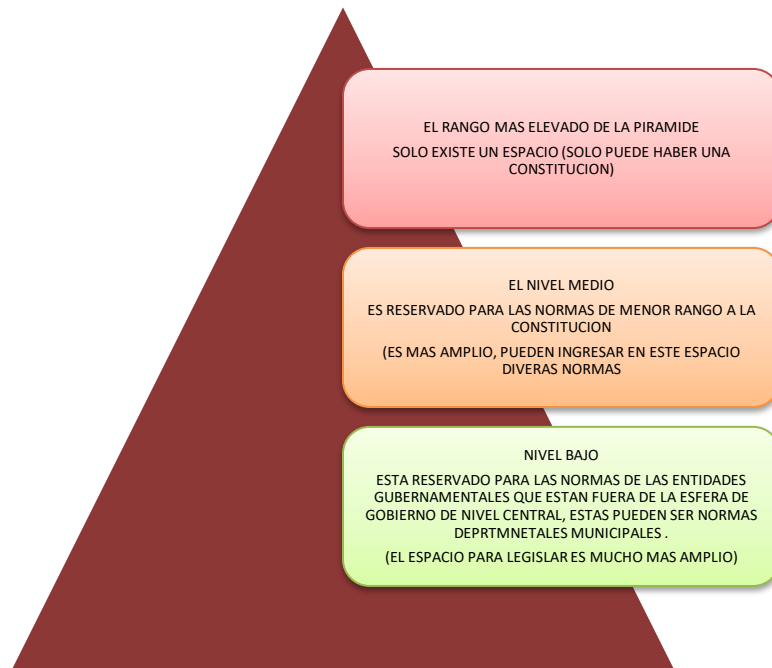 EL RANGO MAS ELEVADO DE LA PIRAMIDE
SOLO EXISTE UN ESPACIO (SOLO PUEDE HABER UNA
CONSTITUCION)
EL NIVEL MEDIO
ES RESERVADO PARA LAS NORMAS DE MENOR RANGO A LA
CONSTITUCION
(ES MAS AMPLIO, PUEDEN INGRESAR EN ESTE ESPACIO
DIVERAS NORMAS
NIVEL BAJO
ESTA RESERVADO PARA LAS NORMAS DE LAS ENTIDADES
GUBERNAMENTALES QUE ESTAN FUERA DE LA ESFERA DE
GOBIERNO DE NIVEL CENTRAL, ESTAS PUEDEN SER NORMAS
DEPRTMNETALES MUNICIPALES .
(EL ESPACIO PARA LEGISLAR ES MUCHO MAS AMPLIO)